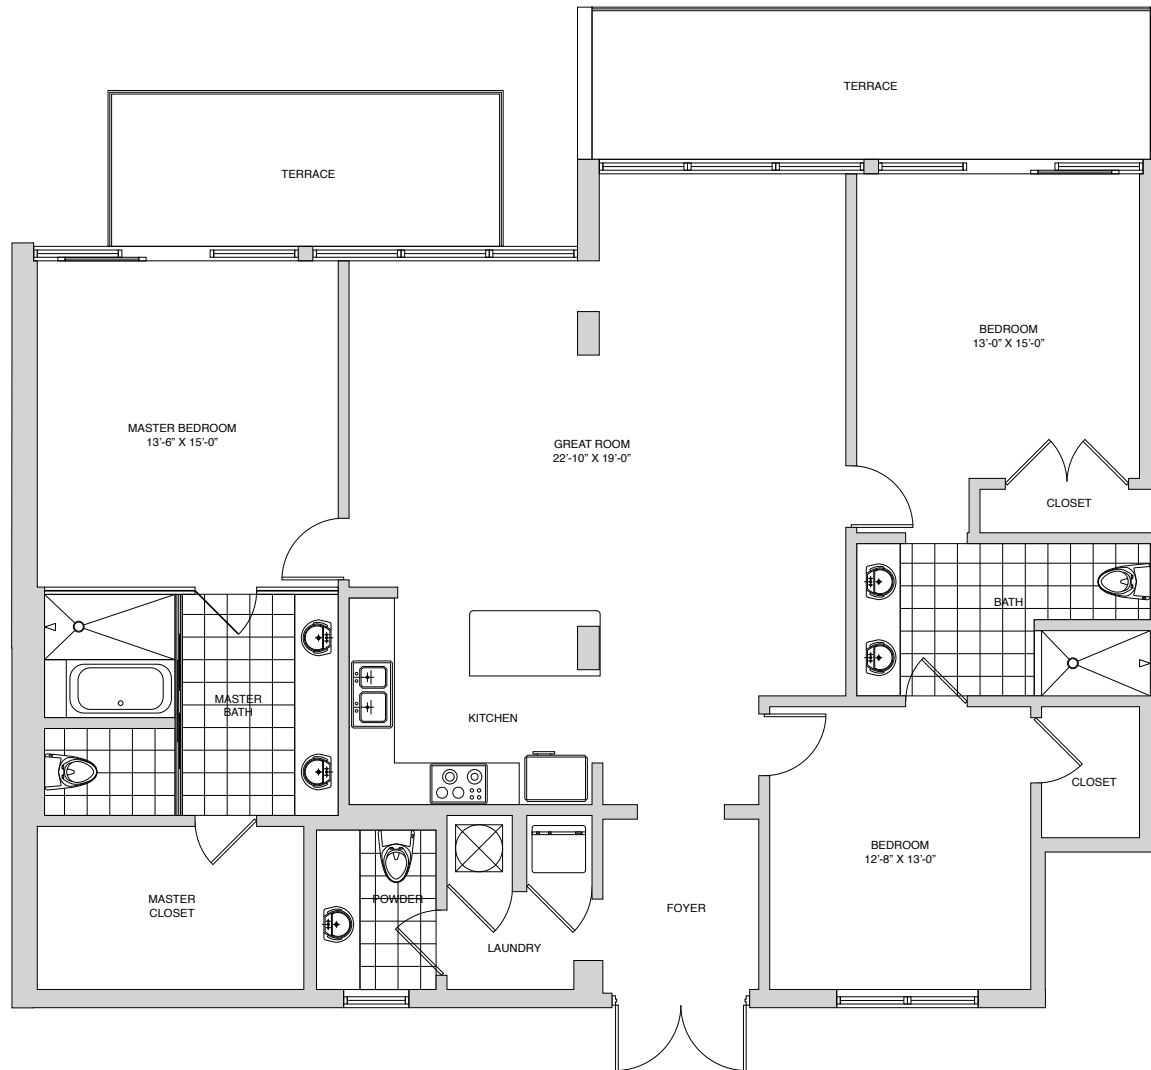 TERRACE
TERRACE
BEDROOM
13'-0" X 15'-0"
MASTER BEDROOM
13'-6" X 15'-0"
GREAT ROOM
22'-10" X 19'-0"
CLOSET
BATH
MASTER
BATH
KITCHEN
CLOSET
BEDROOM
12'-8" X 13'-0"
MASTER
CLOSET
POWDER
FOYER
LAUNDRY